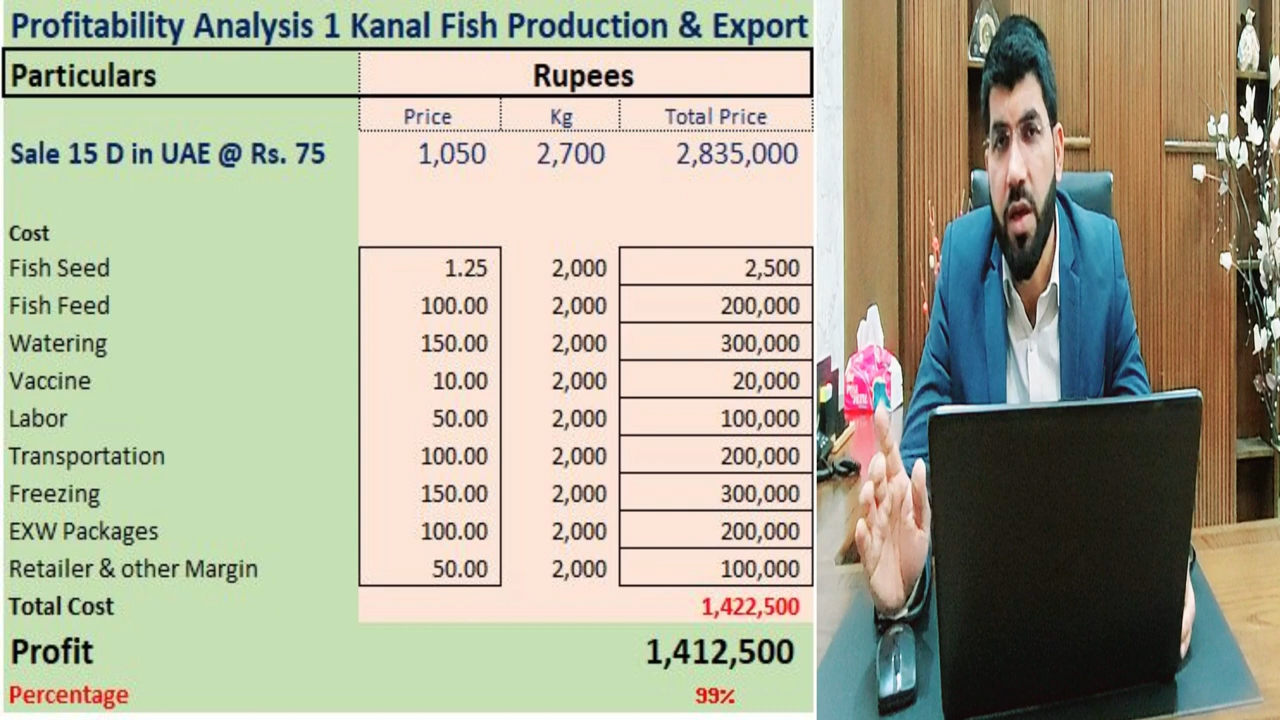 Profitability Analysis 1 Kanal Fish Production & Export
Particulars Rupees
Price Kg Total Price
Sale 15 D in UAE @ Rs. 75 1,050 2,700 2,835,000
Cost
Fish Seed 1.25 2,000 2,500
Fish Feed 100.00 2,000 200,000
Watering 150.00 2,000 300,000
Vaccine 10.00 2,000 20,000
Labor 50.00 2,000 100,000
Transportation 100.00 2,000 200,000
Freezing 150.00 2,000 300,000
EXW Packages 100.00 2,000 200,000
Retailer & other Margin 50.00 2,000 100,000
Total Cost 1,422,500
Profit 1,412,500
Percentage 99%